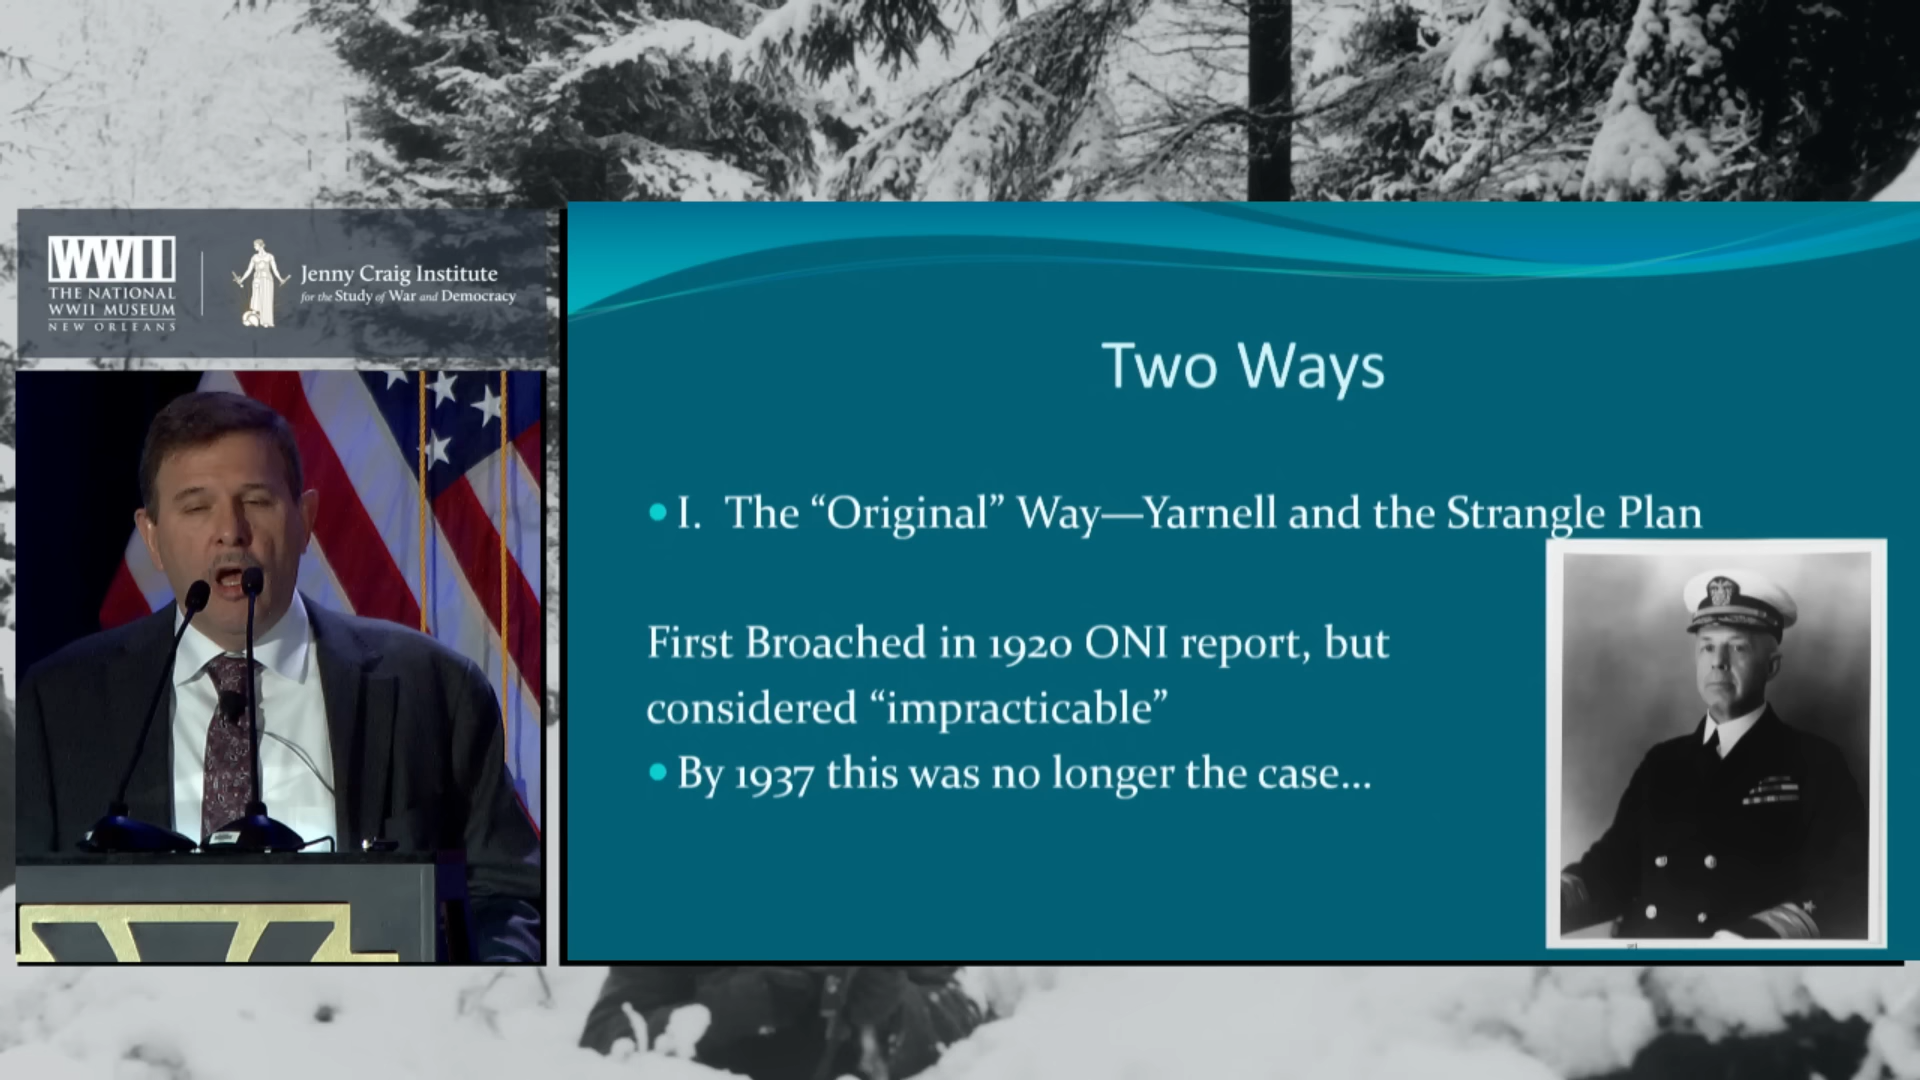 WWII
THE NATIONAL
WWII MUSEUM
NEW ORLEANS
Jenny Craig Institute
for the Study of War and Democracy
Two Ways
• I. The “Original” Way—Yarnell and the Strangle Plan
First Broached in 1920 ONI report, but
considered “impracticable”
• By 1937 this was no longer the case...